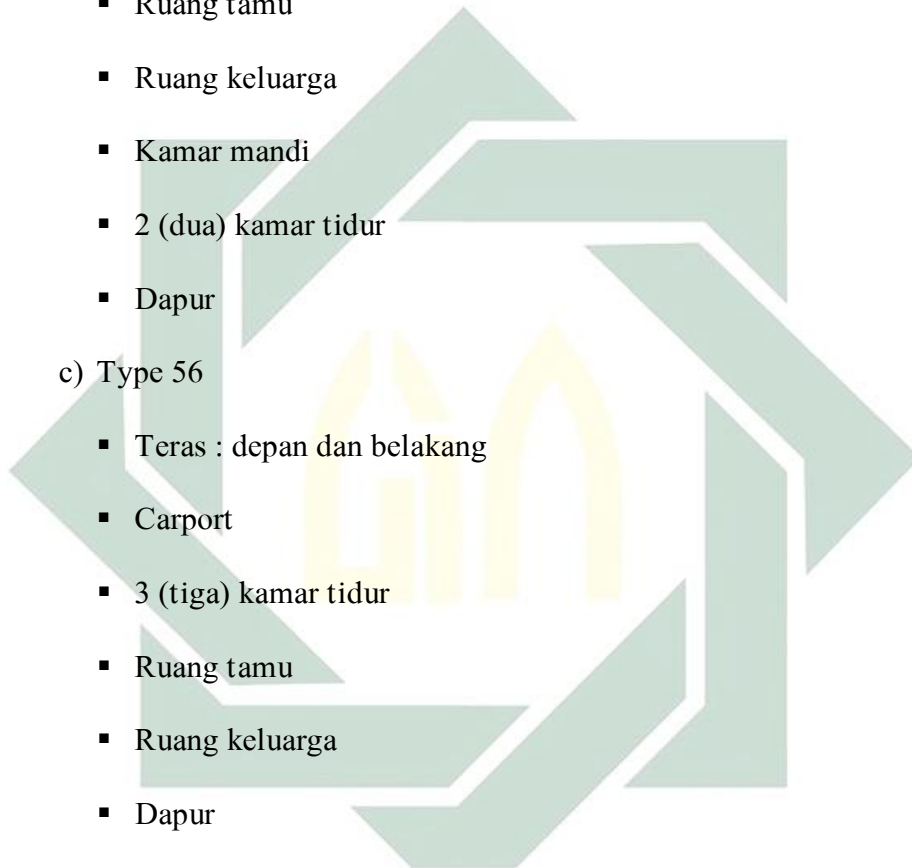 ▪ Ruang tamu
▪ Ruang keluarga
▪ Kamar mandi
▪ 2 (dua) kamar tidur
▪ Dapur
c) Type 56
▪ Teras : depan dan belakang
▪ Carport
▪ 3 (tiga) kamar tidur
▪ Ruang tamu
▪ Ruang keluarga
▪ Dapur